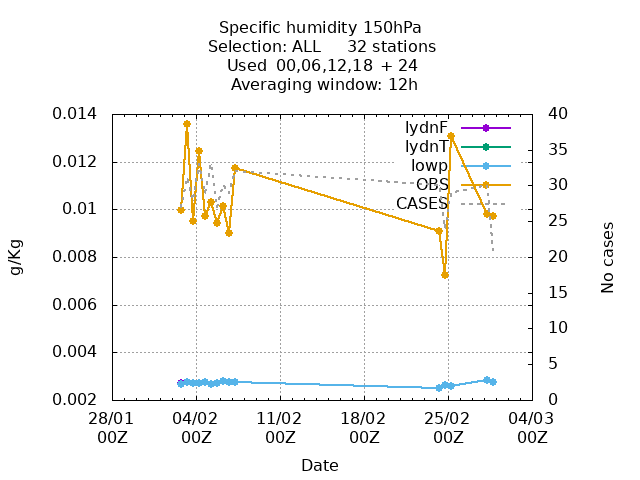 Specific humidity 150hPa
Selection: ALL     32 stations
Used  00,06,12,18  + 24
Averaging window: 12h
g/Kg
0.014
0.012
0.01
0.008
0.006
0.004
0.002
lydnF
lydnT
lowp
OBS
CASES
40
35
30
25
20
15
10
5
0
No cases
28/01 04/02 11/02 18/02 25/02 04/03
00Z 00Z 00Z 00Z 00Z 00Z
Date